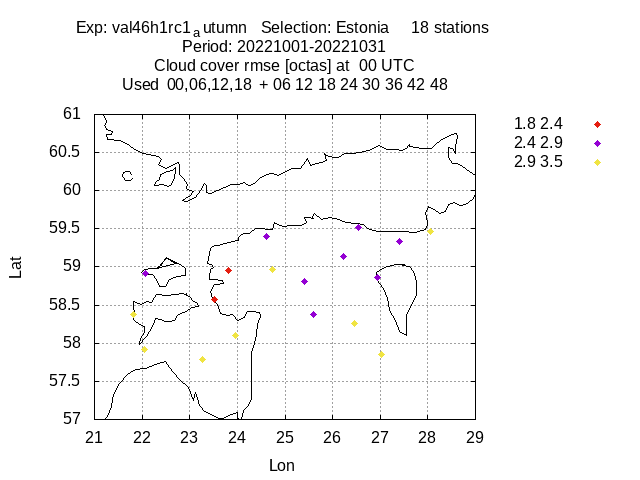 Exp: val46h1rc1autumn Selection: Estonia 18 stations
Period: 20221001-20221031
Cloud cover rmse [octas] at 00 UTC
Used 00,06,12,18 + 06 12 18 24 30 36 42 48
1.8 2.4
2.4 2.9
2.9 3.5
61
60.5
60
59.5
59
58.5
58
57.5
57
Lat
21 22 23 24 25 26 27 28 29
Lon